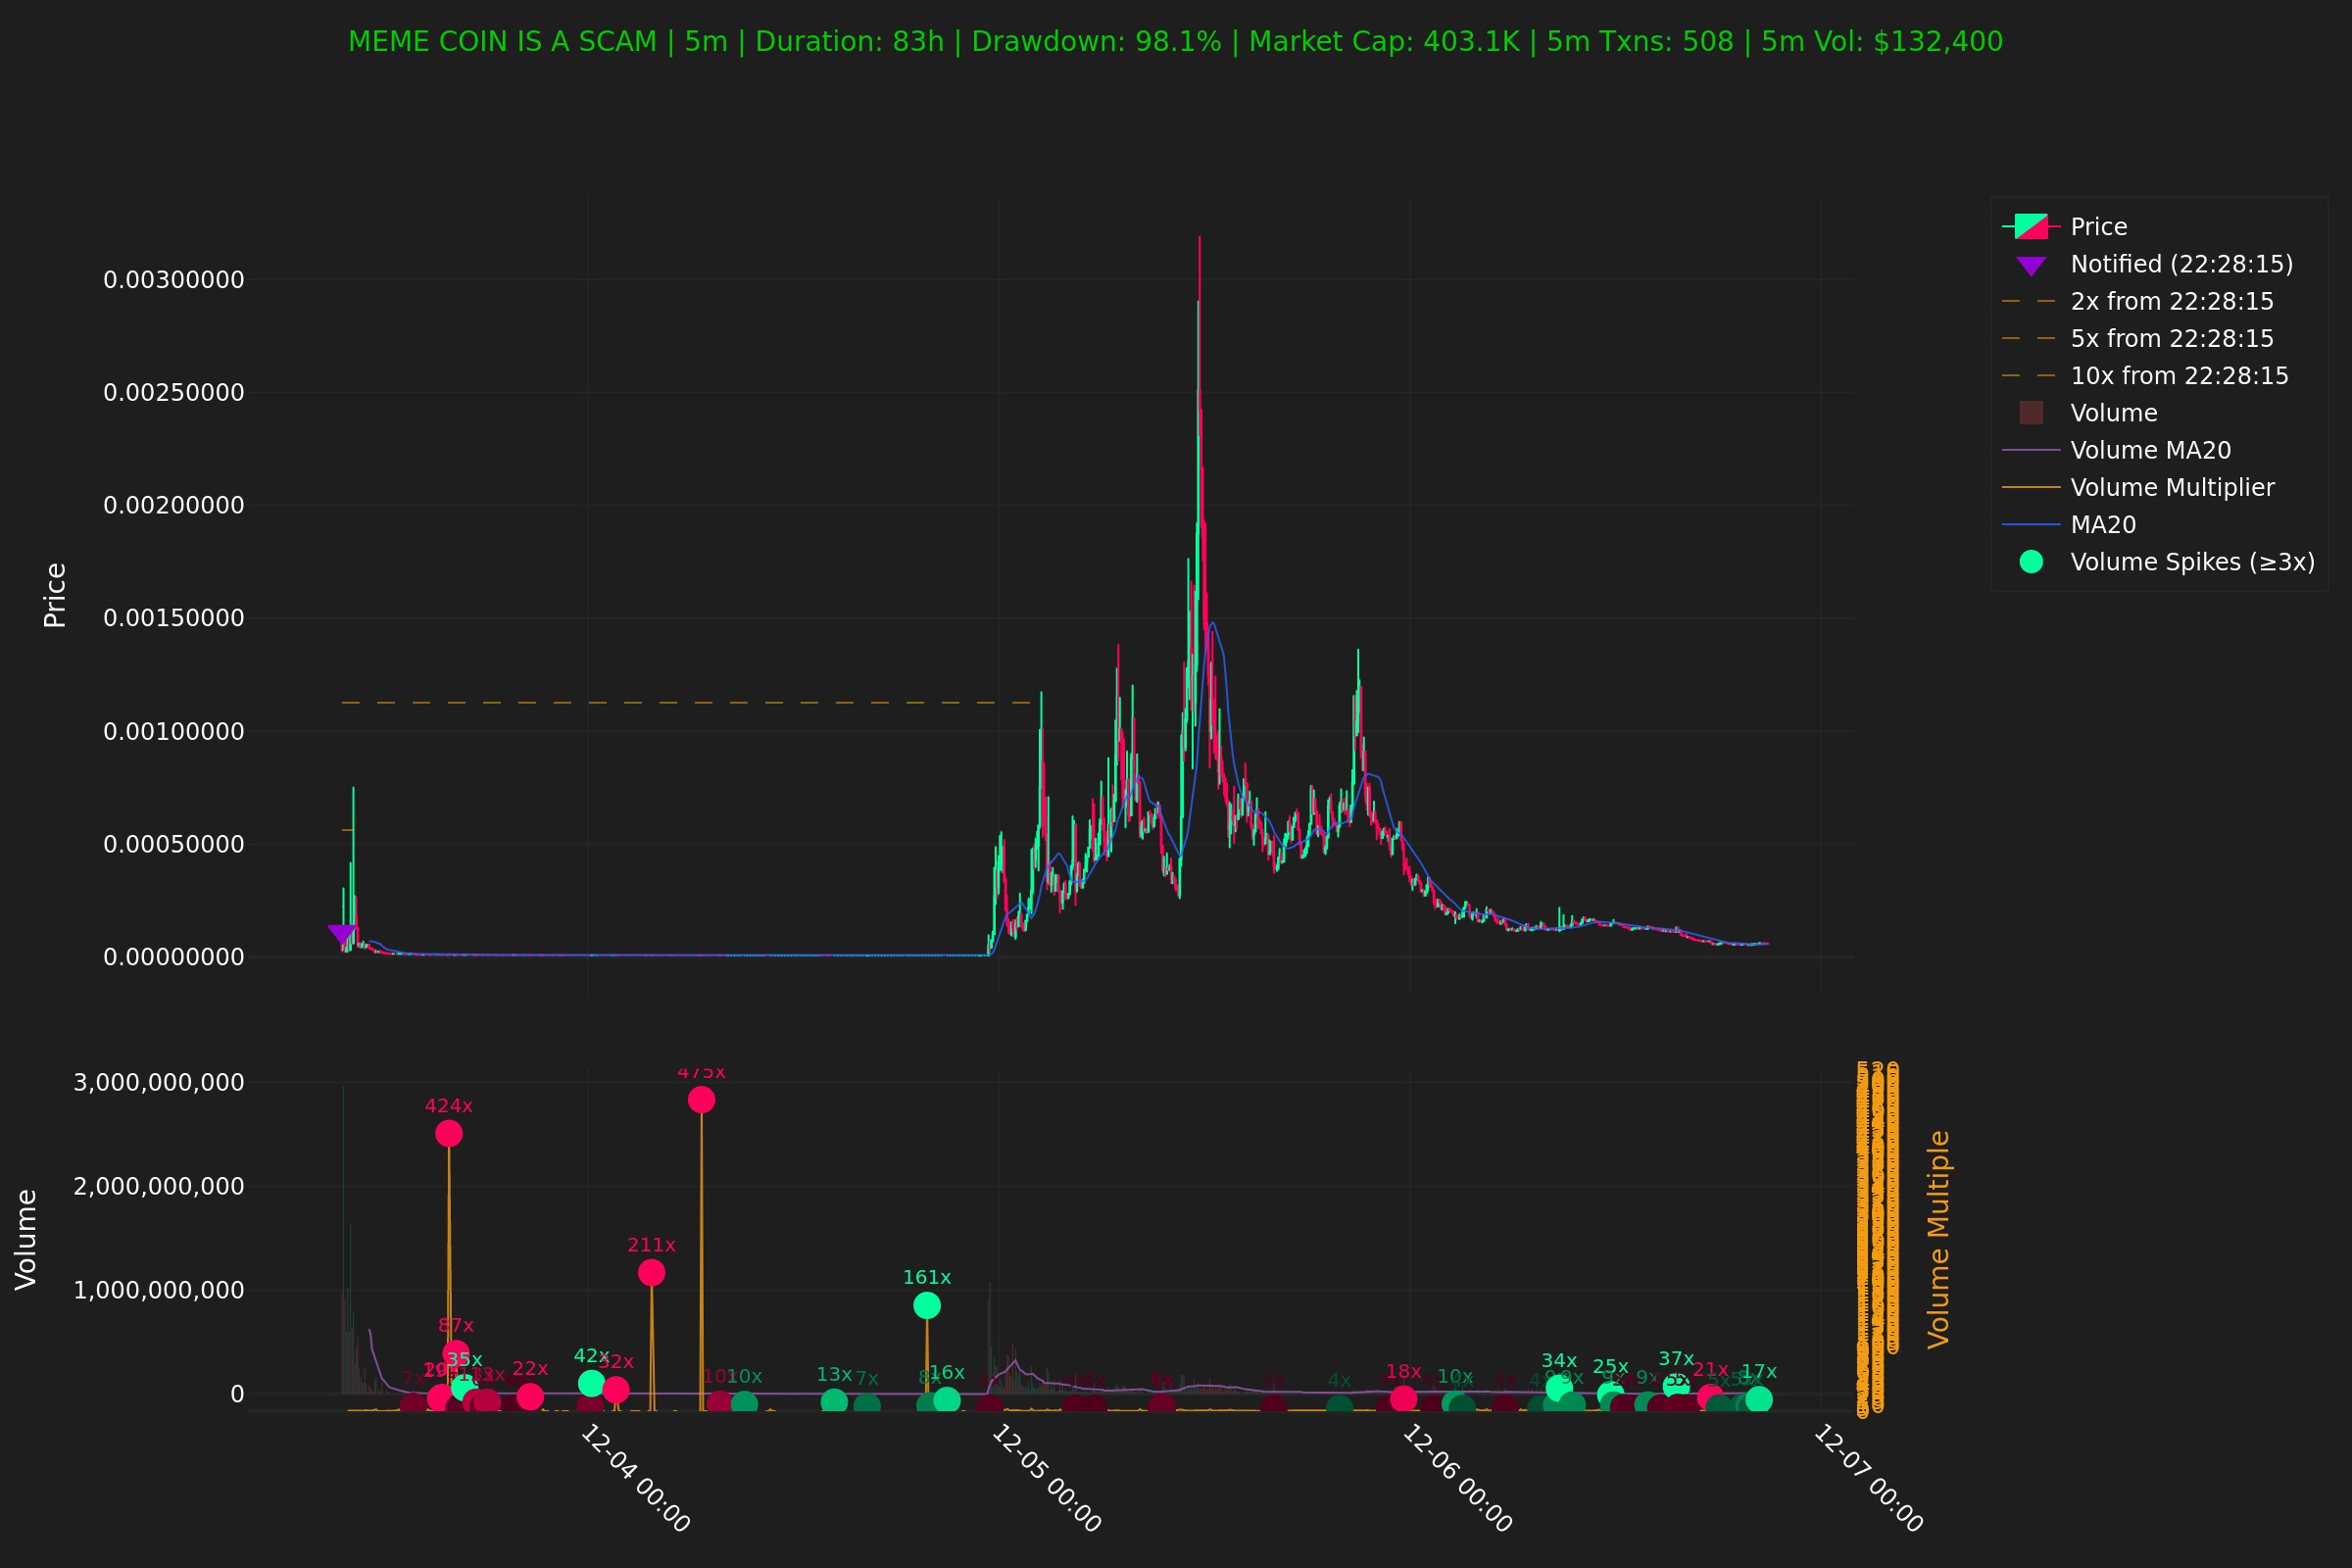 MEME COIN IS A SCAM | 5m | Duration: 83h | Drawdown: 98.1% | Market Cap: 403.1K | 5m Txns: 508 | 5m Vol: $132,400
Price
0.00300000
0.00250000
0.00200000
0.00150000
0.00100000
0.00050000
0.00000000
Price
Notified (22:28:15)
2x from 22:28:15
5x from 22:28:15
10x from 22:28:15
Volume
Volume MA20
Volume Multiplier
MA20
Volume Spikes (≥3x)
Volume
3,000,000,000
2,000,000,000
1,000,000,000
0
475x
424x
211x
161x
87x
35x
22x
42x
32x
10x
13x
7x
16x
4x
18x
10x
34x
25x
37x
21x
17x
Volume Multiple
12-04 00:00
12-05 00:00
12-06 00:00
12-07 00:00